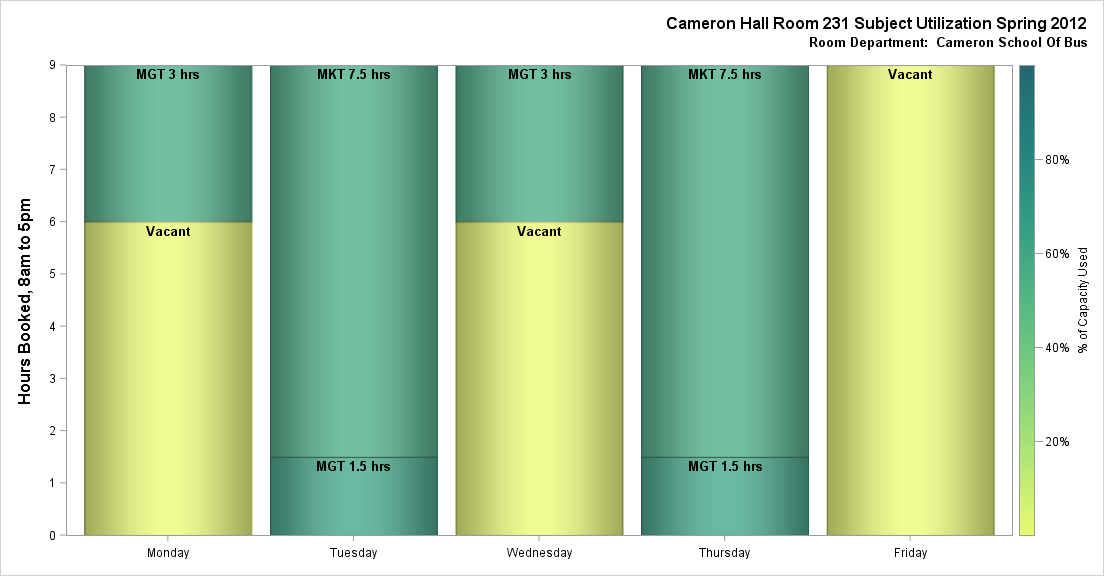 Cameron Hall Room 231 Subject Utilization Spring 2012
Room Department:  Cameron School Of Bus
Hours Booked, 8am to 5pm
9
8
7
6
5
4
3
2
1
0
MGT 3 hrs
Vacant
MKT 7.5 hrs
MGT 1.5 hrs
MGT 3 hrs
Vacant
MKT 7.5 hrs
MGT 1.5 hrs
Vacant
Monday
Tuesday
Wednesday
Thursday
Friday
80%
60%
40%
20%
% of Capacity Used